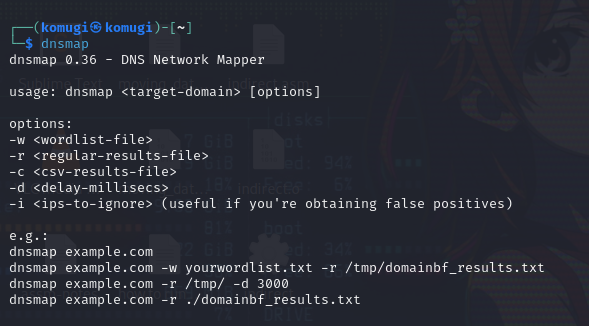 ┌──(komugi㉿komugi)-[~]
└─$ dnsmap
dnsmap 0.36 - DNS Network Mapper
usage: dnsmap <target-domain> [options]
options:
-w <wordlist-file>
-r <regular-results-file>
-c <csv-results-file>
-d <delay-millisecs>
-i <ips-to-ignore> (useful if you're obtaining false positives)
e.g.:
dnsmap example.com
dnsmap example.com -w yourwordlist.txt -r /tmp/domainbf_results.txt
dnsmap example.com -r /tmp/ -d 3000
dnsmap example.com -r ./domainbf_results.txt